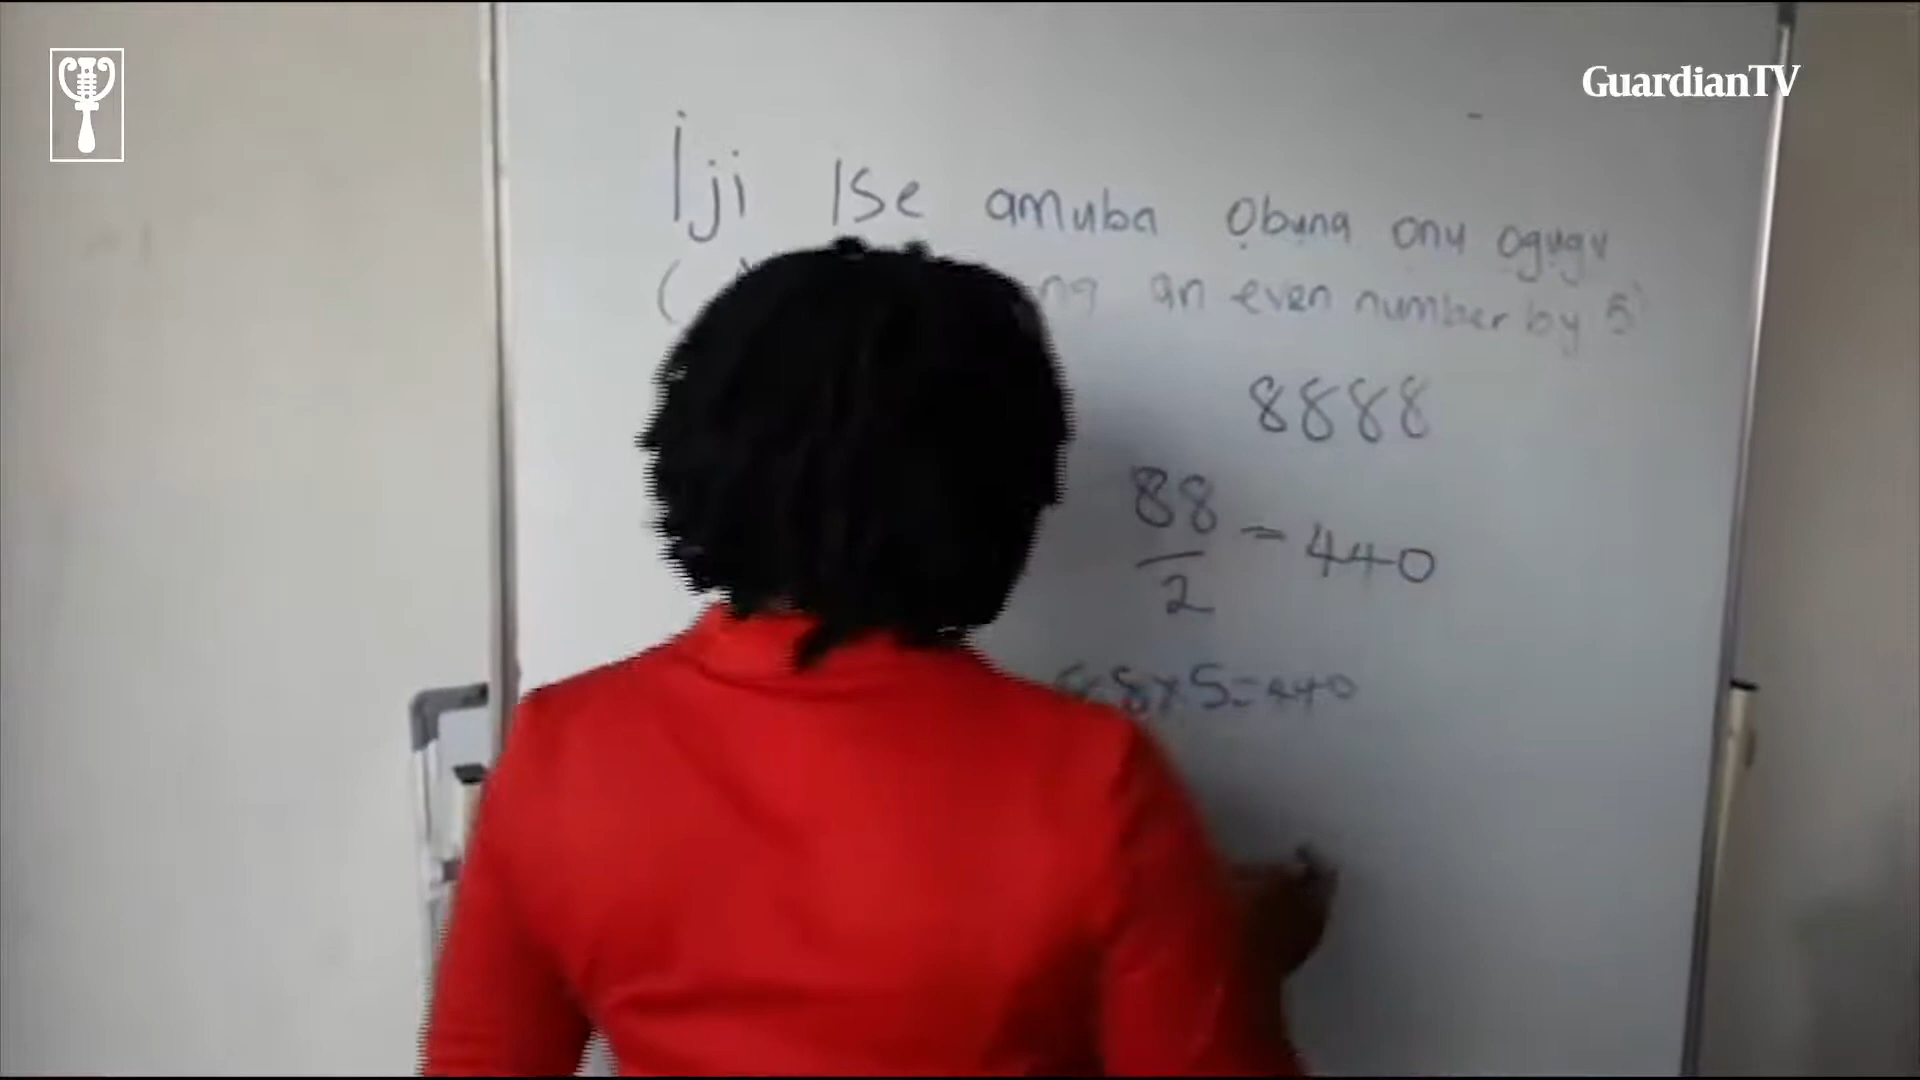 GuardianTV
Iji Ise amuba Ọbụna ọnụ ọgụgụ
( an even number by 5
8888
88
2
= 440
88x5=440